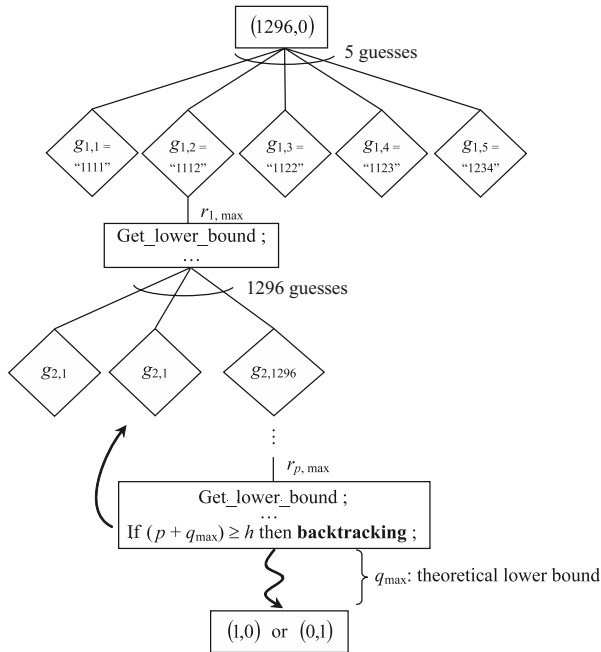 (1296,0)
5 guesses
g1,1 =
“1111”
g1,2 =
“1112”
g1,3 =
“1122”
g1,4 =
“1123”
g1,5 =
“1234”
r1, max
Get_lower_bound ;
...
1296 guesses
g2,1
g2,1
g2,1296
⋮
rp, max
Get_lower_bound ;
...
If (p + qmax) ≥ h then backtracking ;
qmax: theoretical lower bound
(1,0) or (0,1)